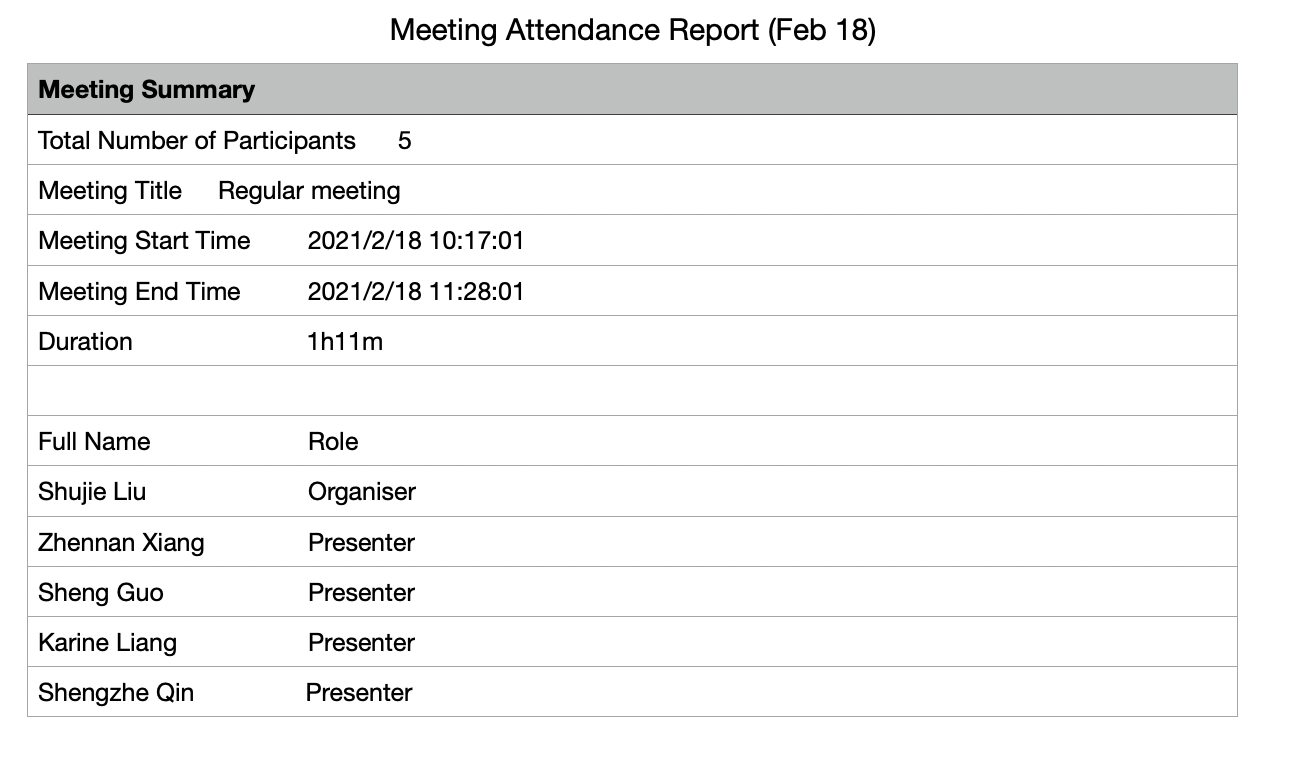 Meeting Attendance Report (Feb 18)
Meeting Summary
Total Number of Participants 5
Meeting Title Regular meeting
Meeting Start Time 2021/2/18 10:17:01
Meeting End Time 2021/2/18 11:28:01
Duration 1h11m
Full Name Role
Shujie Liu Organiser
Zhennan Xiang Presenter
Sheng Guo Presenter
Karine Liang Presenter
Shengzhe Qin Presenter